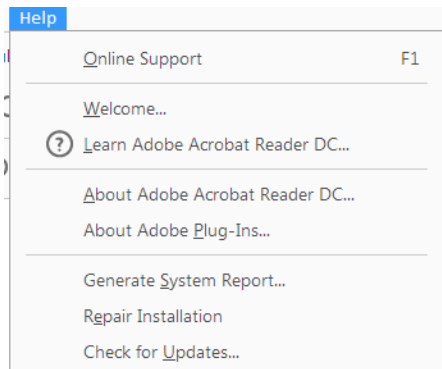 Help
Online Support F1
Welcome...
? Learn Adobe Acrobat Reader DC...
About Adobe Acrobat Reader DC...
About Adobe Plug-Ins...
Generate System Report...
Repair Installation
Check for Updates...